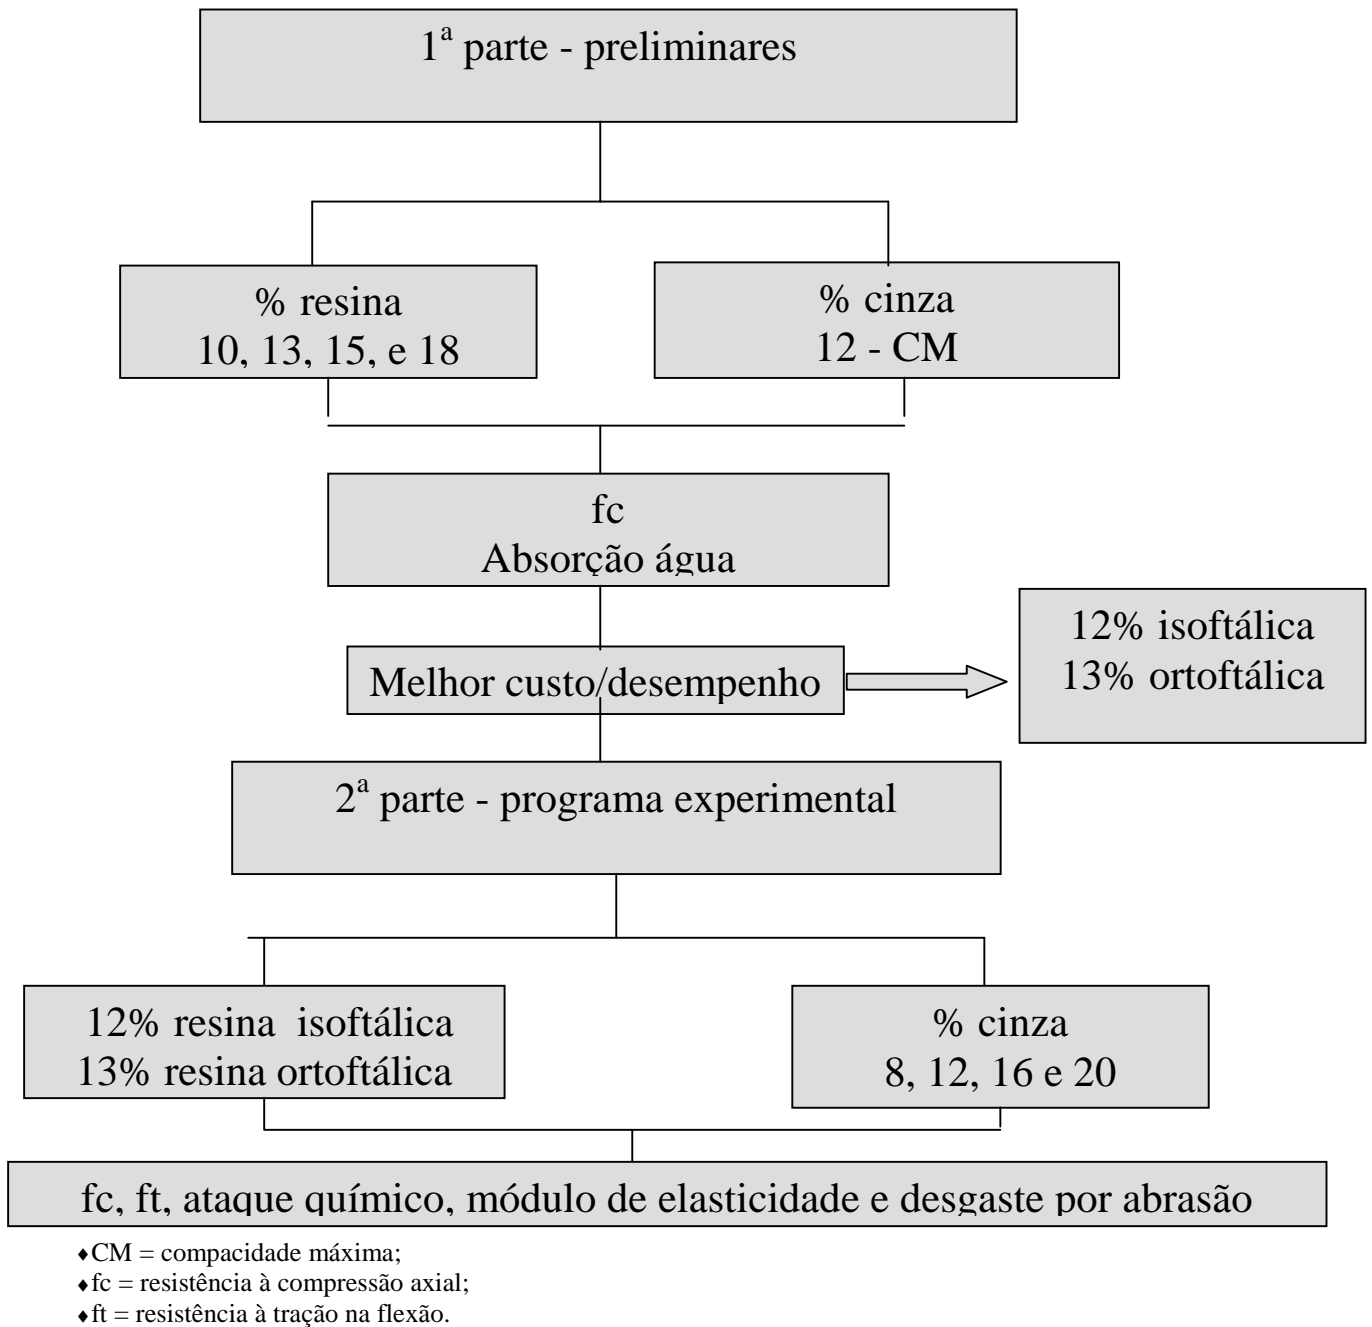 1ª parte - preliminares
% resina
10, 13, 15, e 18
% cinza
12 - CM
fc
Absorção água
Melhor custo/desempenho
12% isoftálica
13% ortoftálica
2ª parte - programa experimental
12% resina isoftálica
13% resina ortoftálica
% cinza
8, 12, 16 e 20
fc, ft, ataque químico, módulo de elasticidade e desgaste por abrasão
♦CM = compacidade máxima;
♦fc = resistência à compressão axial;
♦ft = resistência à tração na flexão.